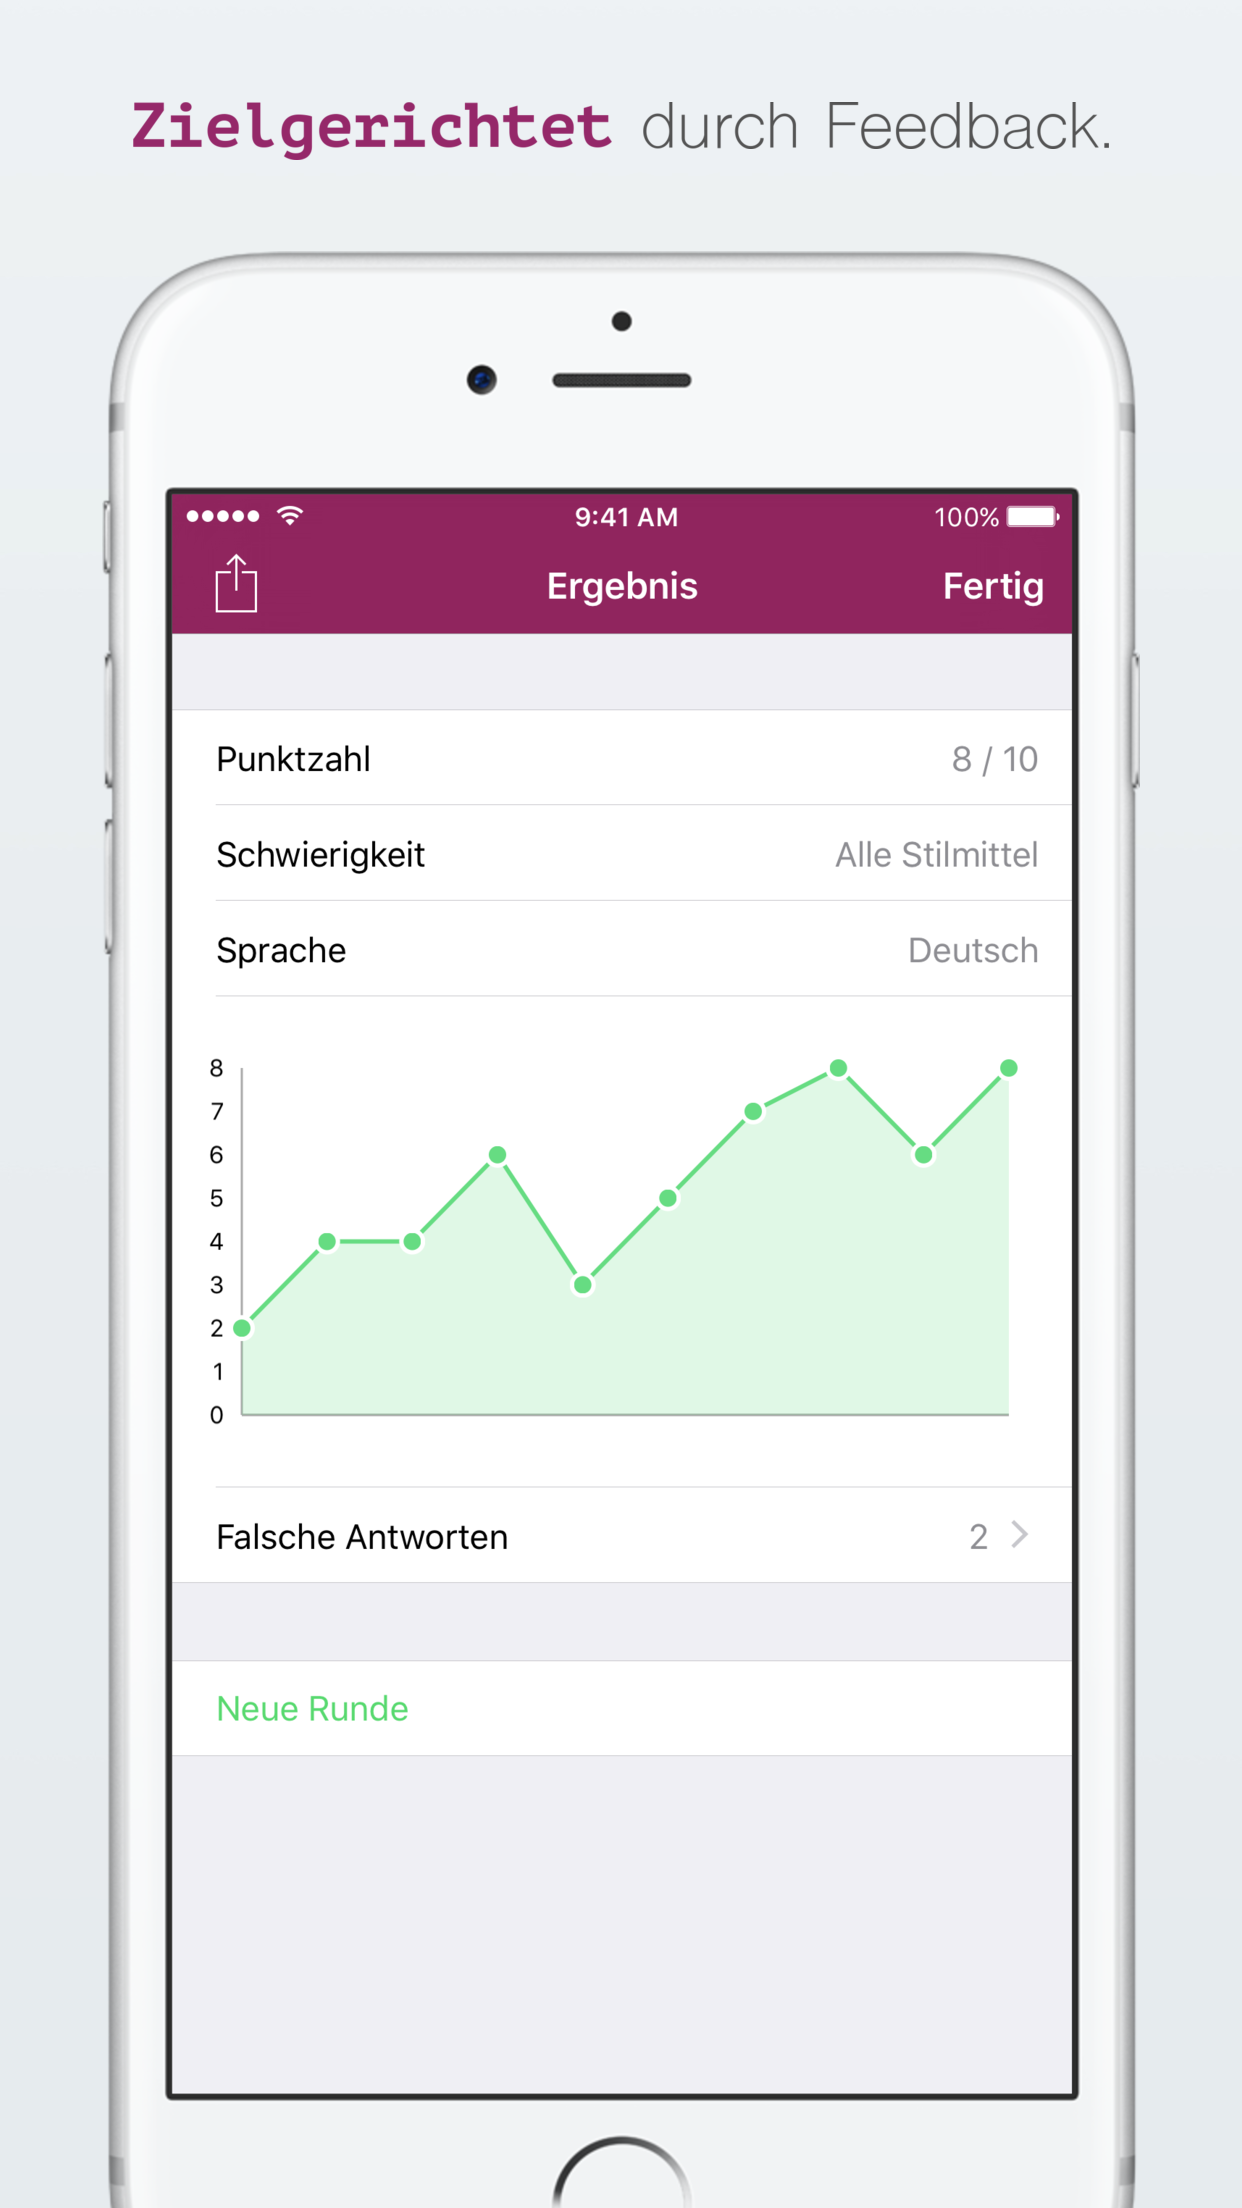 Zielgerichtet durch Feedback.
9:41 AM
100%
Ergebnis
Fertig
Punktzahl
8 / 10
Schwierigkeit
Alle Stilmittel
Sprache
Deutsch
8
7
6
5
4
3
2
1
0
Falsche Antworten
2
Neue Runde